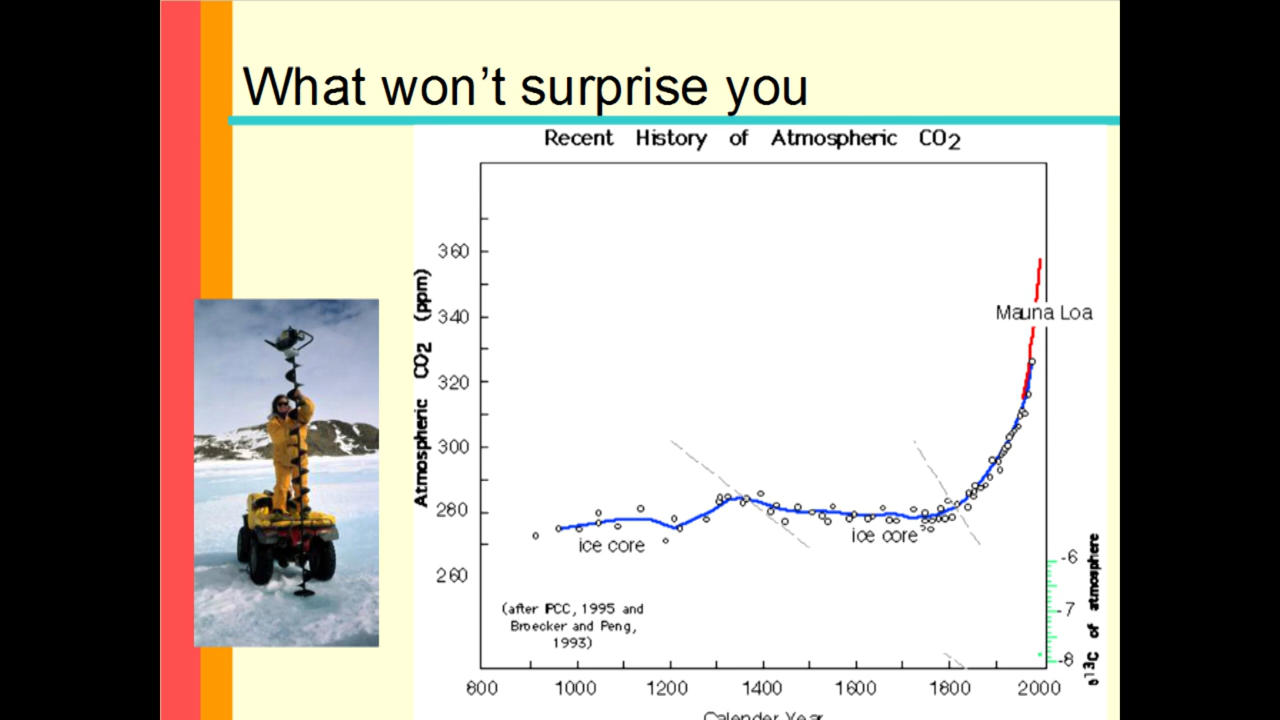 What won't surprise you
Recent History of Atmospheric CO2
Atmospheric CO2 (ppm)
360
340
320
300
280
260
Mauna Loa
ice core
ice core
(after IPCC, 1995 and
Broecker and Peng,
1993)
-6
-7
-8
δ13C of atmosphere
800 1000 1200 1400 1600 1800 2000
Calender Year